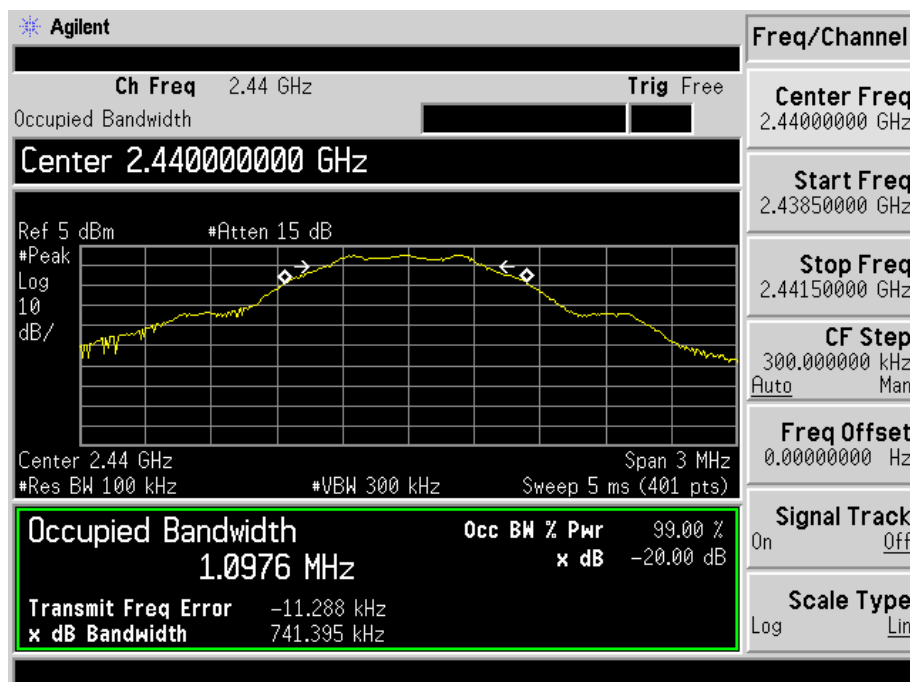 Agilent
Freq/Channel
Ch Freq 2.44 GHz Trig Free
Occupied Bandwidth
Center 2.440000000 GHz
Ref 5 dBm #Atten 15 dB
#Peak
Log
10
dB/
Center 2.44 GHz Span 3 MHz
#Res BW 100 kHz #VBW 300 kHz Sweep 5 ms (401 pts)
Occupied Bandwidth Occ BW % Pwr 99.00 %
1.0976 MHz x dB -20.00 dB
Transmit Freq Error -11.288 kHz
x dB Bandwidth 741.395 kHz
Center Freq
2.44000000 GHz
Start Freq
2.43850000 GHz
Stop Freq
2.44150000 GHz
CF Step
300.000000 kHz
Auto Man
Freq Offset
0.00000000 Hz
Signal Track
On Off
Scale Type
Log Lin